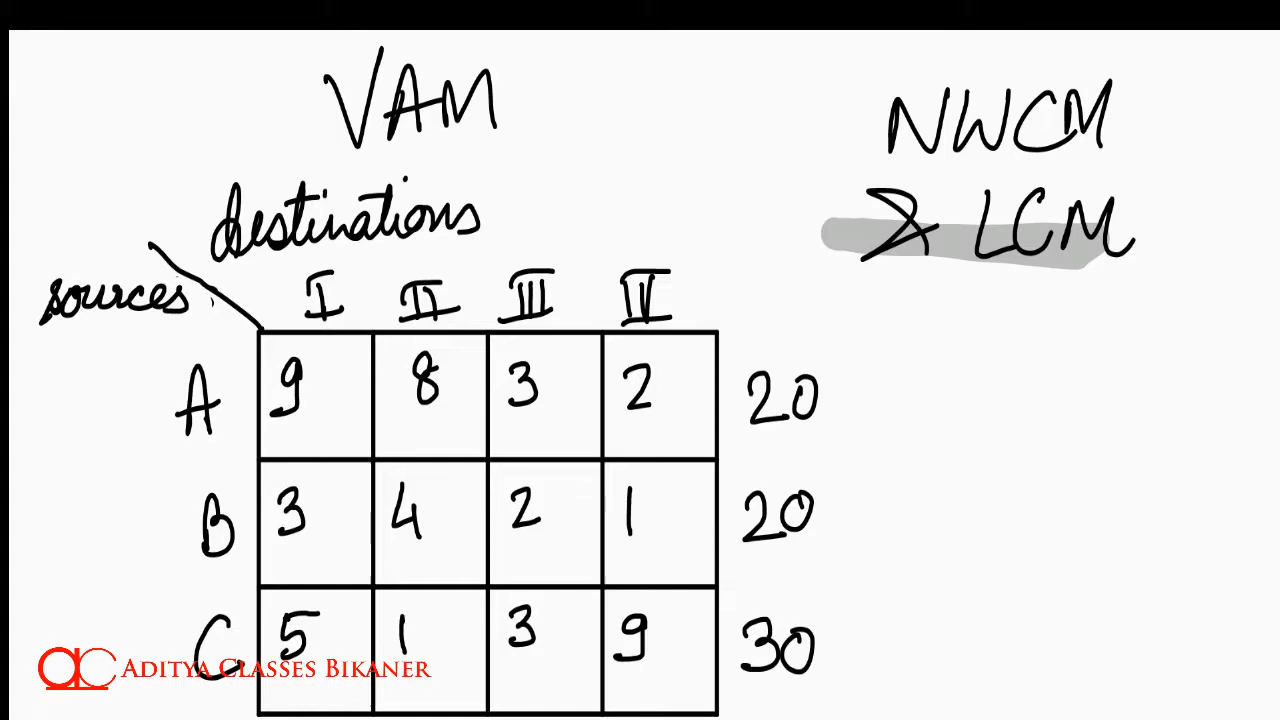 VAM
NWCM
& LCM
destinations
sources
I II III IV
A 9 8 3 2 20
B 3 4 2 1 20
C 5 1 3 9 30
ac ADITYA CLASSES BIKANER